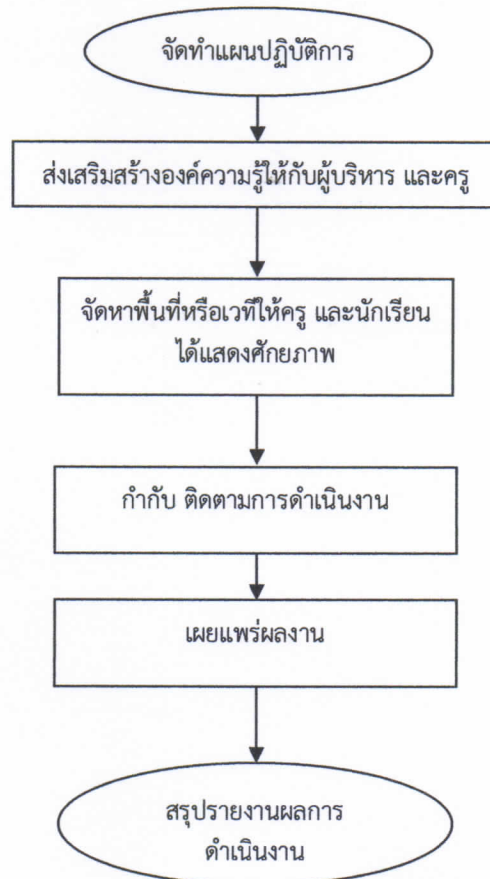 จัดทำแผนปฏิบัติการ
ส่งเสริมสร้างองค์ความรู้ให้กับผู้บริหาร และครู
จัดหาพื้นที่หรือเวทีให้ครู และนักเรียน
ได้แสดงศักยภาพ
กำกับ ติดตามการดำเนินงาน
เผยแพร่ผลงาน
สรุปรายงานผลการ
ดำเนินงาน